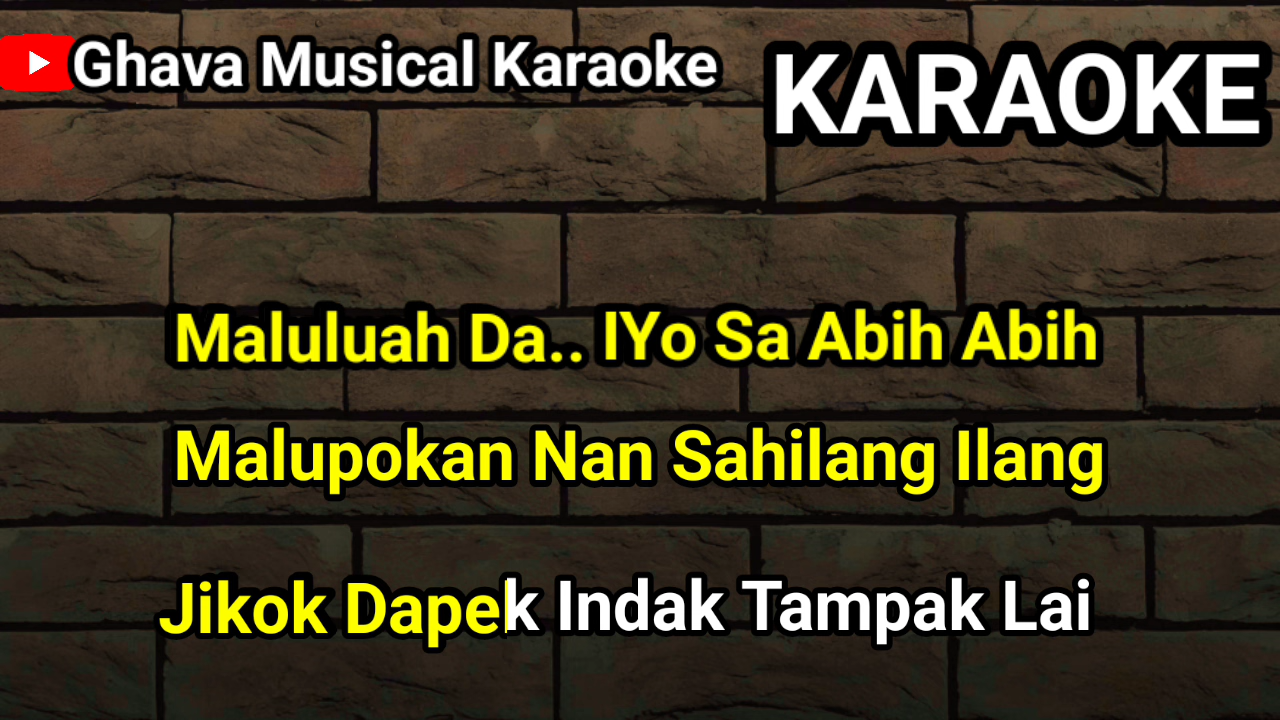 Ghava Musical Karaoke
KARAOKE
Maluluah Da.. IYo Sa Abih Abih
Malupokan Nan Sahilang Ilang
Jikok Dapek Indak Tampak Lai